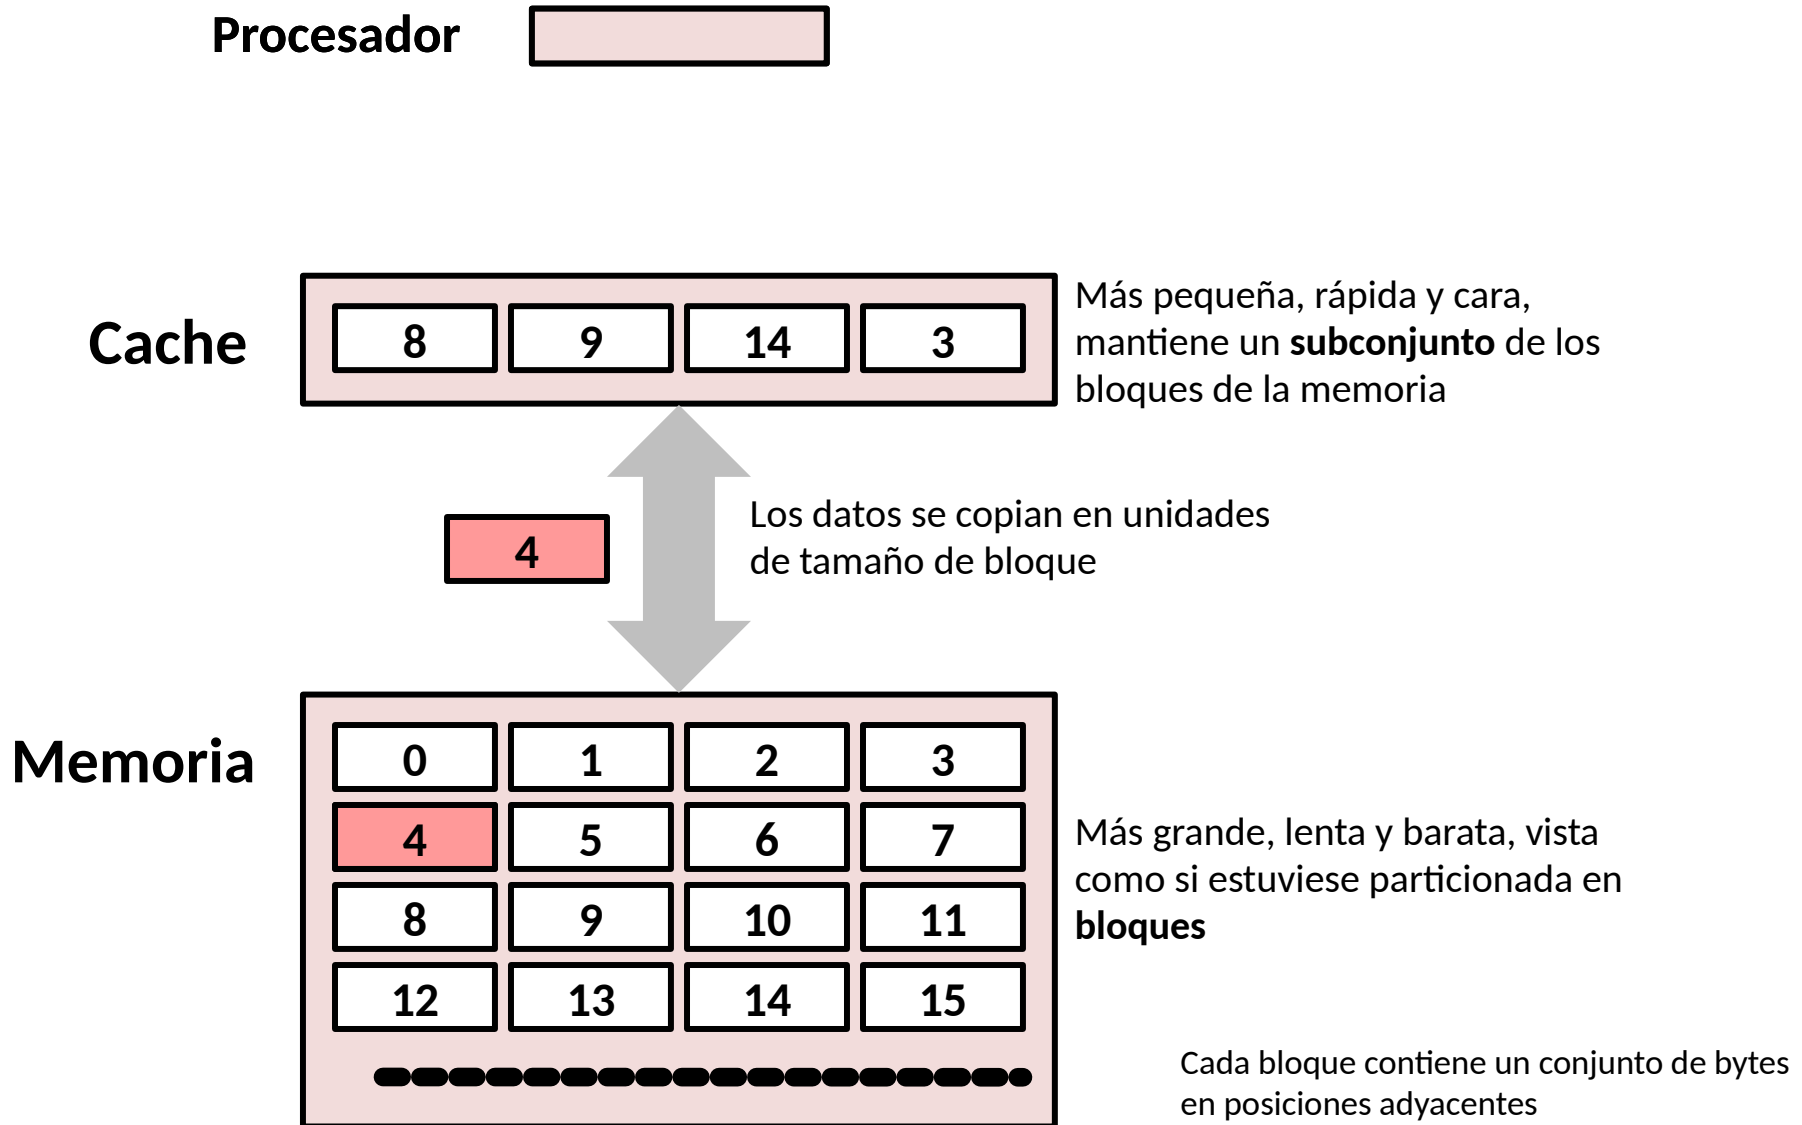 Procesador
Cache
8 9 14 3
Más pequeña, rápida y cara,
mantiene un subconjunto de los
bloques de la memoria
4
Los datos se copian en unidades
de tamaño de bloque
Memoria
0 1 2 3
4 5 6 7
8 9 10 11
12 13 14 15
Más grande, lenta y barata, vista
como si estuviese particionada en
bloques
Cada bloque contiene un conjunto de bytes
en posiciones adyacentes